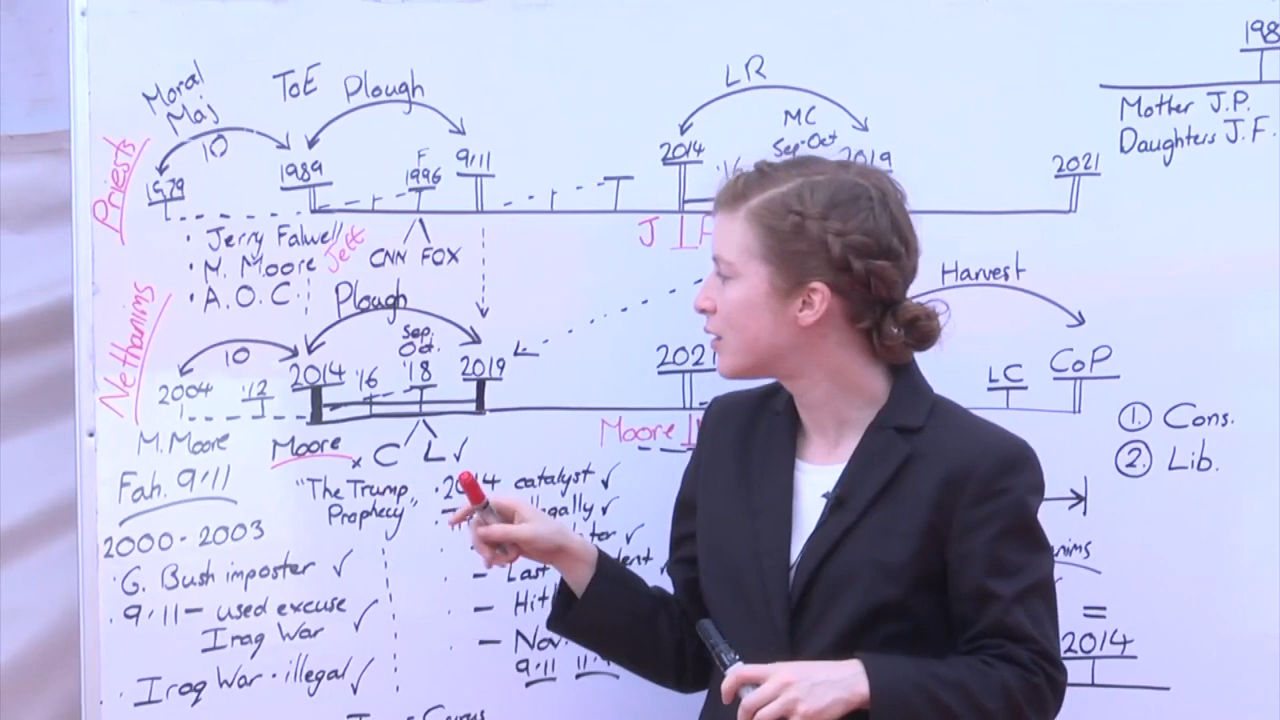 198
Mother J.P.
Daughters J.F.
Moral
Maj
ToE Plough LR
MC
Sep-Oct
10
Priests
1979 1989 F 1996 9/11 2014 '16 2019 2021
• Jerry Falwell
• M. Moore Jeff
• A.O.C.
CNN FOX
J
Nethanims
Plough Harvest
10
Sep.
Oct.
2004 '12 2014 '16 '18 2019 2021 LC CoP
M. Moore Moore × C L ✓ Moore
① Cons.
② Lib.
Fah. 9/11
"The Trump
Prophecy"
2000-2003
• G. Bush imposter ✓
• 9/11 - used excuse
Iraq War ✓
• Iraq War - illegal ✓
catalyst ✓
✓
✓
- Last
- Hitl
- Nov.
9/11
=
2014